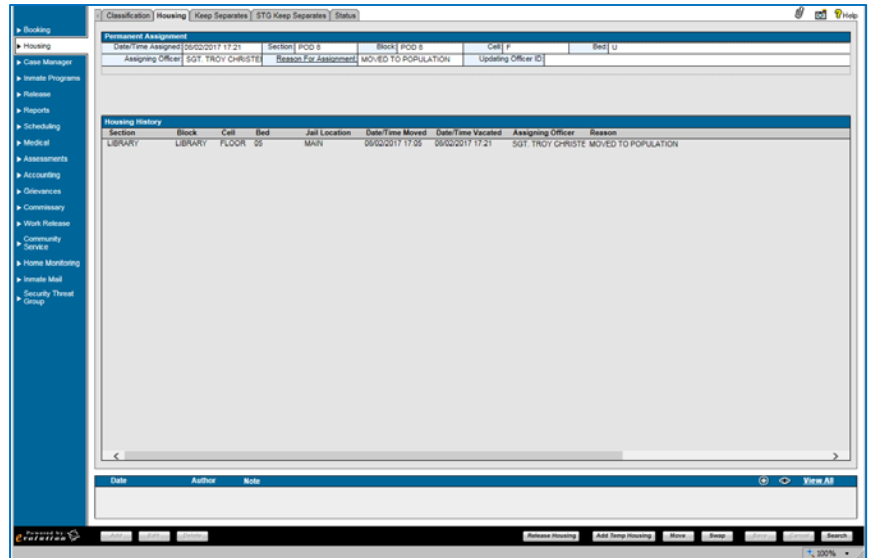 Classification Housing Keep Separates STG Keep Separates Status Help
Booking
Housing
Case Manager
Inmate Programs
Release
Reports
Scheduling
Medical
Assessments
Accounting
Grievances
Commissary
Work Release
Community
Service
Home Monitoring
Inmate Mail
Security Threat
Group
Permanent Assignment
Date/Time Assigned 06/02/2017 17:21 Section POD 8 Block POD 8 Cell F Bed U
Assigning Officer SGT. TROY CHRISTE Reason For Assignment MOVED TO POPULATION Updating Officer ID
Housing History
Section Block Cell Bed Jail Location Date/Time Moved Date/Time Vacated Assigning Officer Reason
LIBRARY LIBRARY FLOOR 05 MAIN 06/02/2017 17:05 06/02/2017 17:21 SGT. TROY CHRISTE MOVED TO POPULATION
Date Author Note View All
Powered by
evolution Add Edit Delete Release Housing Add Temp Housing Move Swap Save Cancel Search
100%